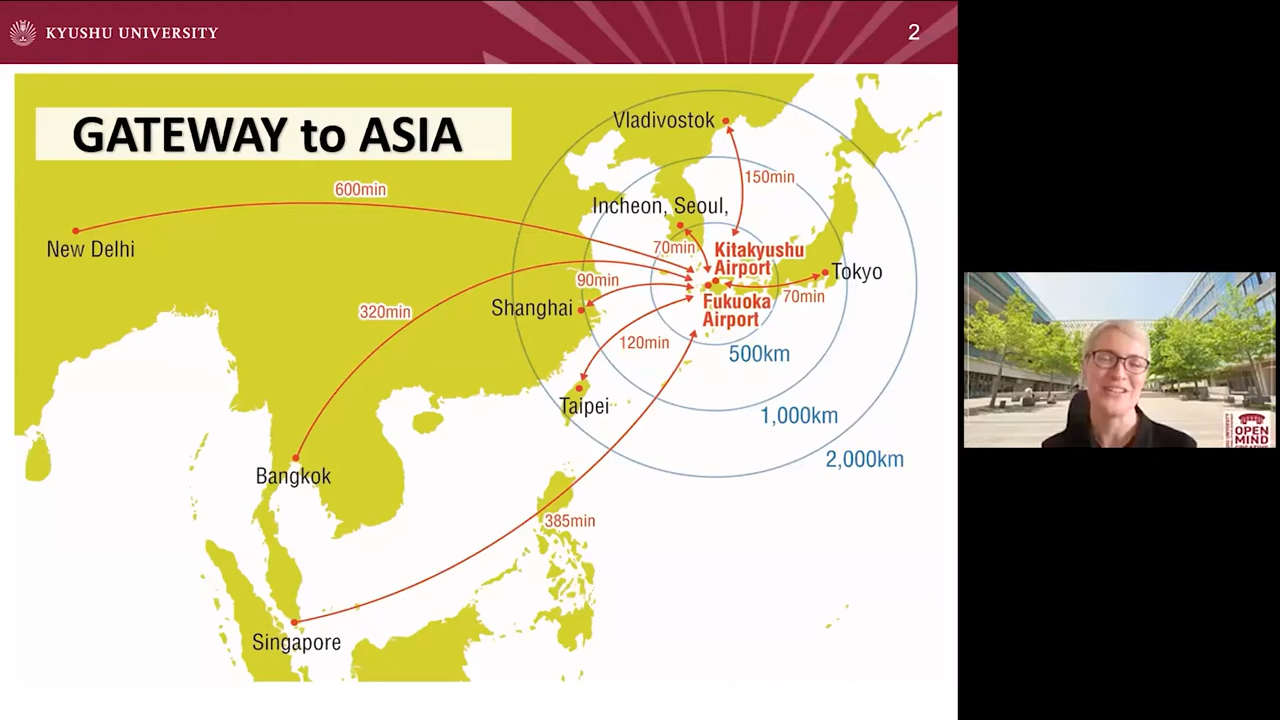 KYUSHU UNIVERSITY
2
GATEWAY to ASIA
Vladivostok
150min
600min
Incheon, Seoul,
New Delhi
70min
Kitakyushu
Airport
Tokyo
90min
70min
Shanghai
Fukuoka
Airport
320min
120min
500km
Taipei
1,000km
2,000km
Bangkok
385min
Singapore
OPEN
MIND